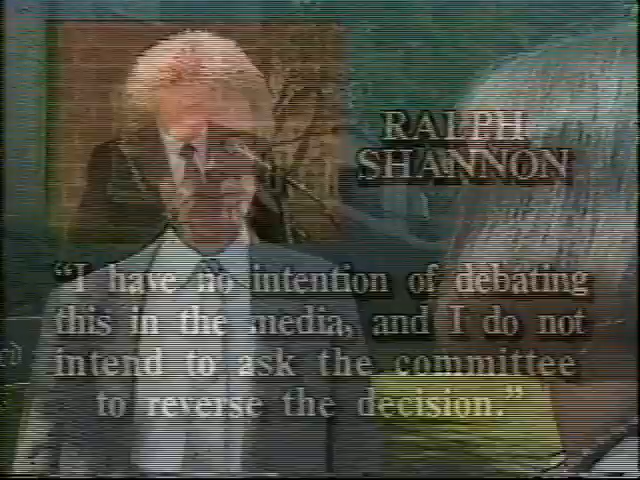 RALPH
SHANNON
“I have no intention of debating
this in the media, and I do not
intend to ask the committee
to reverse the decision.”